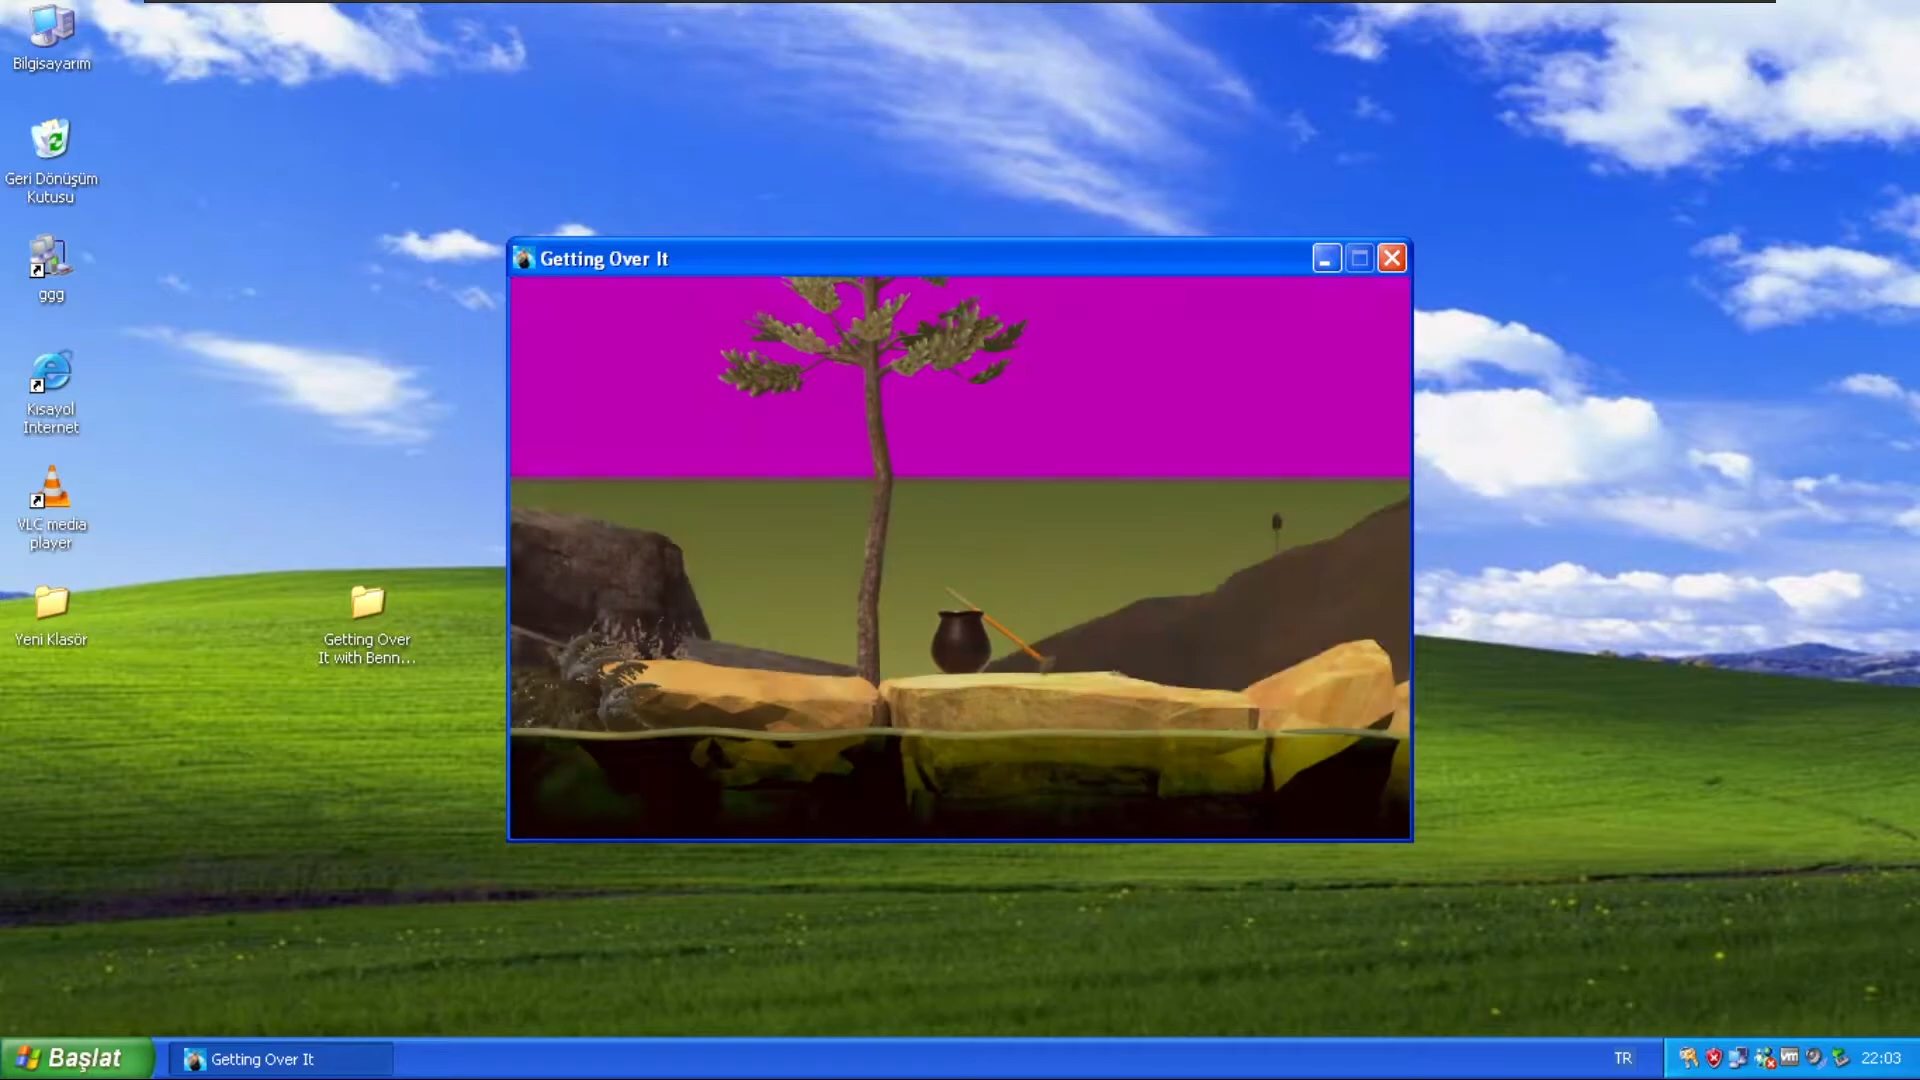 Bilgisayarım
Geri Dönüşüm
Kutusu
ggg
Kısayol
Internet
VLC media
player
Yeni Klasör
Getting Over
It with Benn...
Getting Over It
Başlat
Getting Over It
TR
vm
22:03